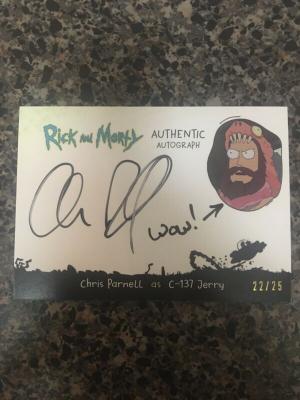 Rick and Morty
AUTHENTIC
AUTOGRAPH
wow!
Chris Parnell as C-137 Jerry
22/25